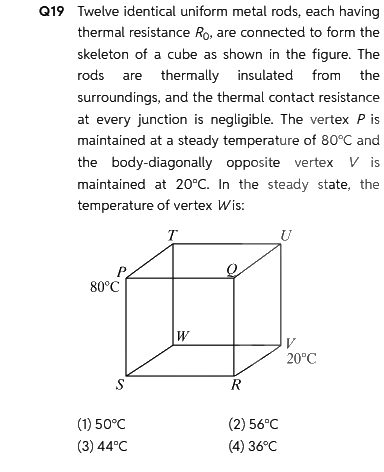 Q19 Twelve identical uniform metal rods, each having
thermal resistance R₀, are connected to form the
skeleton of a cube as shown in the figure. The
rods are thermally insulated from the
surroundings, and the thermal contact resistance
at every junction is negligible. The vertex P is
maintained at a steady temperature of 80°C and
the body-diagonally opposite vertex V is
maintained at 20°C. In the steady state, the
temperature of vertex Wis:
T U
P Q
80°C
W
V
20°C
S R
(1) 50°C (2) 56°C
(3) 44°C (4) 36°C